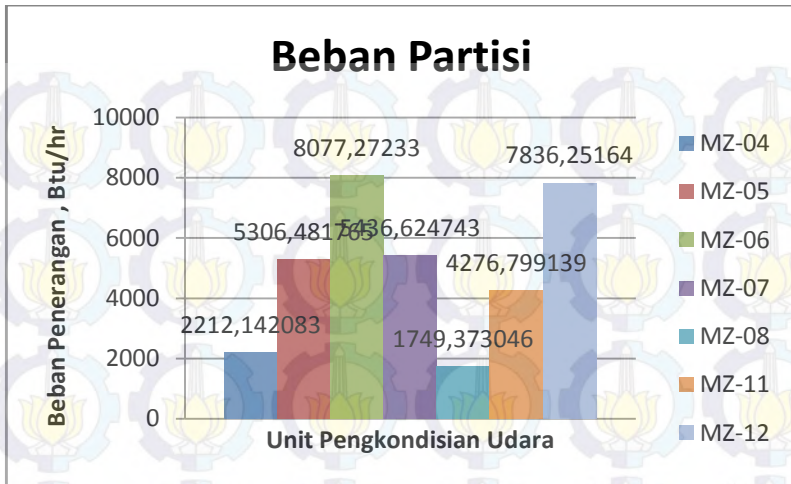 Beban Partisi
Beban Penerangan , Btu/hr
10000
8000
6000
4000
2000
0
2212,142083
5306,481765
8077,27233
5436,624743
1749,373046
4276,799139
7836,25164
Unit Pengkondisian Udara
MZ-04
MZ-05
MZ-06
MZ-07
MZ-08
MZ-11
MZ-12